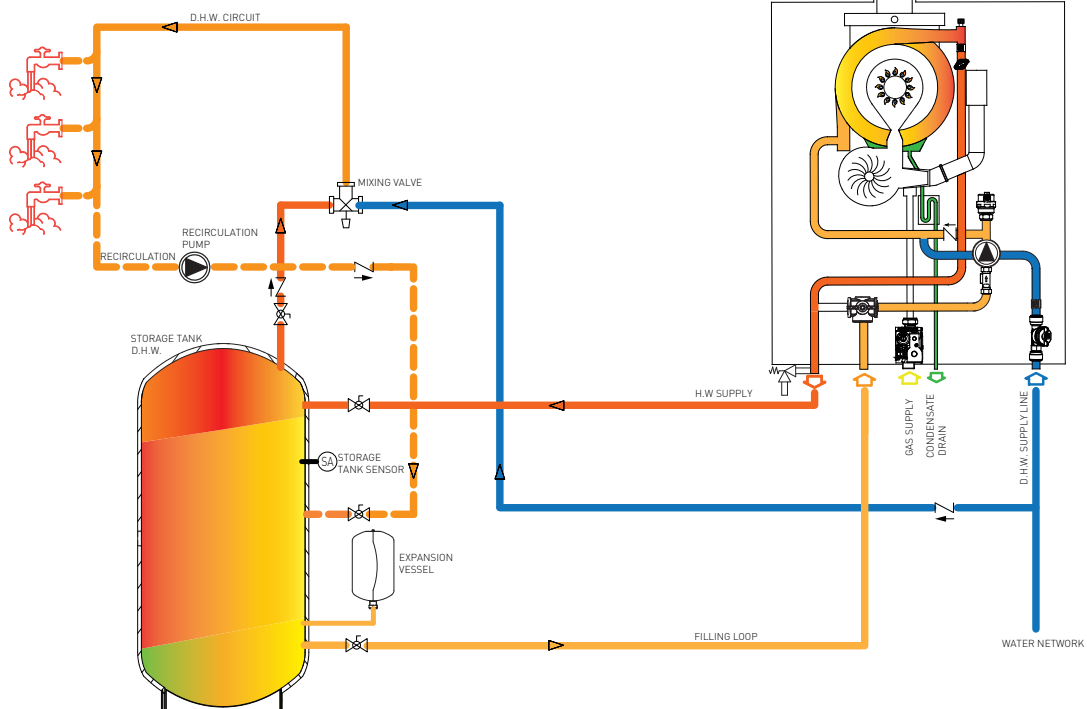 D.H.W. CIRCUIT
MIXING VALVE
RECIRCULATION
PUMP
RECIRCULATION
STORAGE TANK
D.H.W.
H.W SUPPLY
GAS SUPPLY
CONDENSATE
DRAIN
D.H.W. SUPPLY LINE
SA
STORAGE
TANK SENSOR
EXPANSION
VESSEL
FILLING LOOP
WATER NETWORK